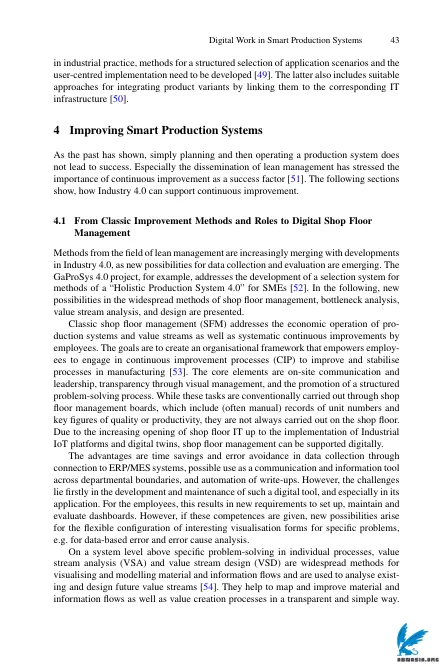 Digital Work in Smart Production Systems 43
in industrial practice, methods for a structured selection of application scenarios and the
user-centred implementation need to be developed [49]. The latter also includes suitable
approaches for integrating product variants by linking them to the corresponding IT
infrastructure [50].
4 Improving Smart Production Systems
As the past has shown, simply planning and then operating a production system does
not lead to success. Especially the dissemination of lean management has stressed the
importance of continuous improvement as a success factor [51]. The following sections
show, how Industry 4.0 can support continuous improvement.
4.1 From Classic Improvement Methods and Roles to Digital Shop Floor
Management
Methods from the field of lean management are increasingly merging with developments
in Industry 4.0, as new possibilities for data collection and evaluation are emerging. The
GaProSys 4.0 project, for example, addresses the development of a selection system for
methods of a “Holistic Production System 4.0” for SMEs [52]. In the following, new
possibilities in the widespread methods of shop floor management, bottleneck analysis,
value stream analysis, and design are presented.
Classic shop floor management (SFM) addresses the economic operation of pro-
duction systems and value streams as well as systematic continuous improvements by
employees. The goals are to create an organisational framework that empowers employ-
ees to engage in continuous improvement processes (CIP) to improve and stabilise
processes in manufacturing [53]. The core elements are on-site communication and
leadership, transparency through visual management, and the promotion of a structured
problem-solving process. While these tasks are conventionally carried out through shop
floor management boards, which include (often manual) records of unit numbers and
key figures of quality or productivity, they are not always carried out on the shop floor.
Due to the increasing opening of shop floor IT up to the implementation of Industrial
IoT platforms and digital twins, shop floor management can be supported digitally.
The advantages are time savings and error avoidance in data collection through
connection to ERP/MES systems, possible use as a communication and information tool
across departmental boundaries, and automation of write-ups. However, the challenges
lie firstly in the development and maintenance of such a digital tool, and especially in its
application. For the employees, this results in new requirements to set up, maintain and
evaluate dashboards. However, if these competences are given, new possibilities arise
for the flexible configuration of interesting visualisation forms for specific problems,
e.g. for data-based error and error cause analysis.
On a system level above specific problem-solving in individual processes, value
stream analysis (VSA) and value stream design (VSD) are widespread methods for
visualising and modelling material and information flows and are used to analyse exist-
ing and design future value streams [54]. They help to map and improve material and
information flows as well as value creation processes in a transparent and simple way.